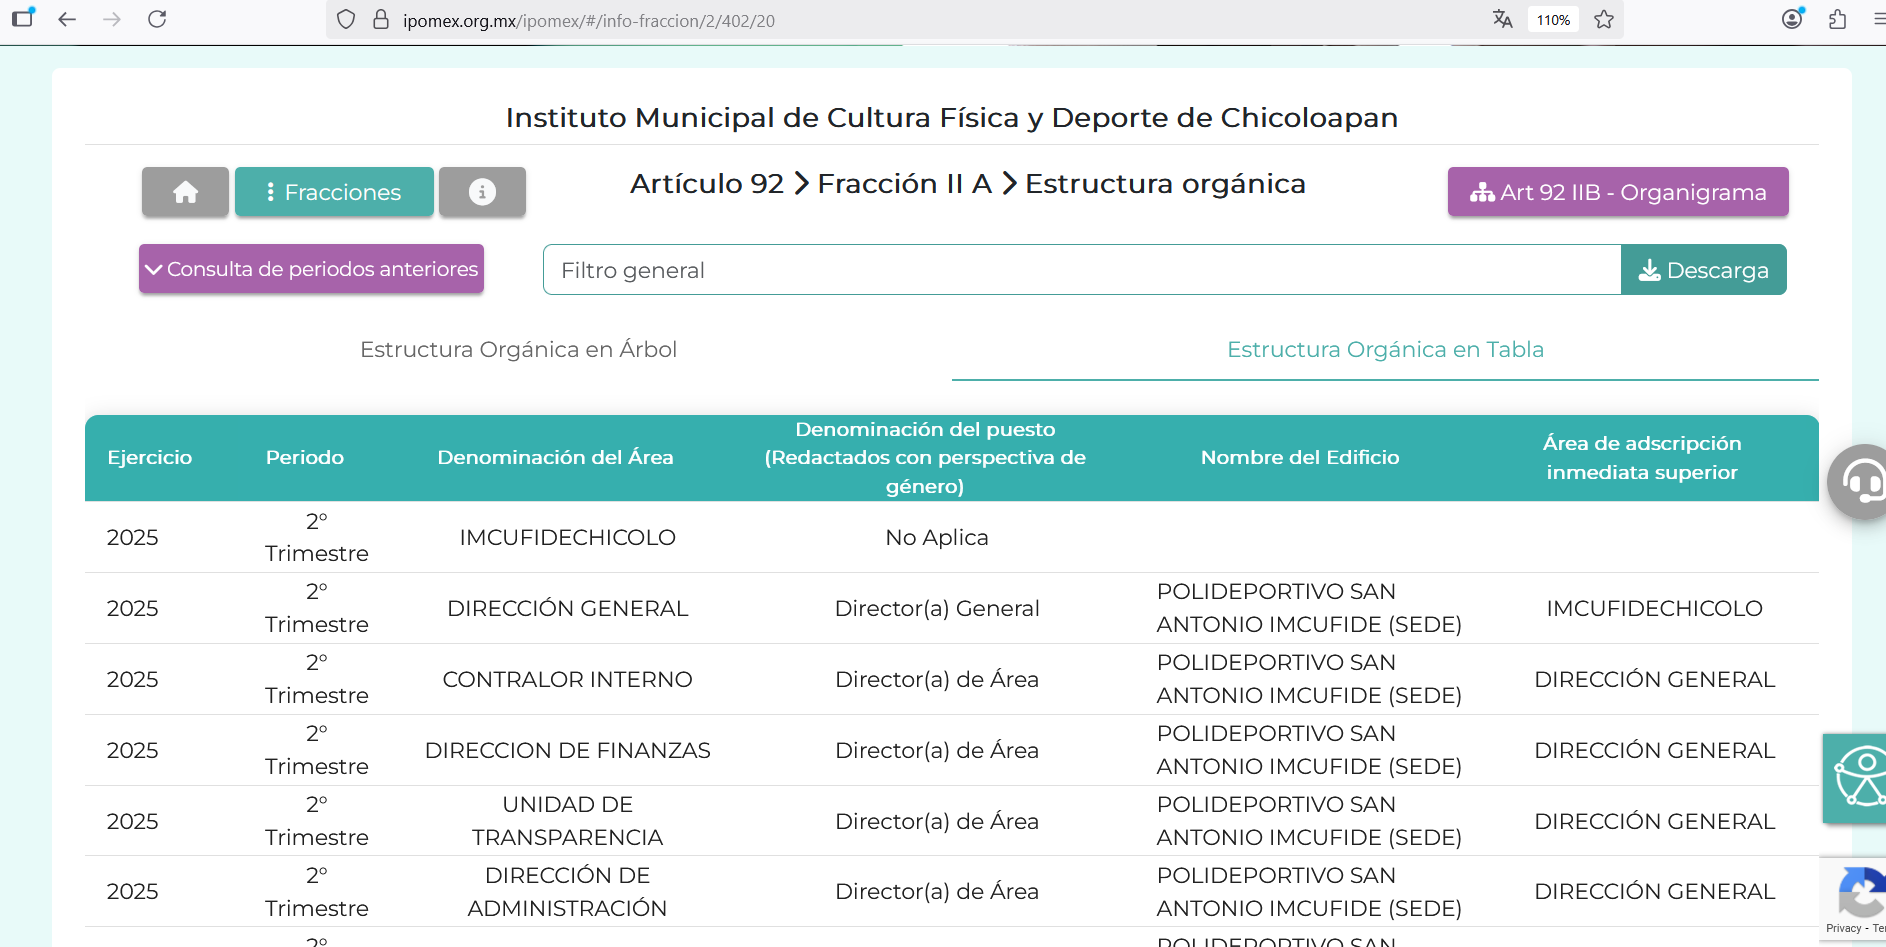 ipomex.org.mx/ipomex/#/info-fraccion/2/402/20
110%
Instituto Municipal de Cultura Física y Deporte de Chicoloapan
Fracciones
Artículo 92 > Fracción II A > Estructura orgánica
Art 92 IIB - Organigrama
Consulta de periodos anteriores
Filtro general
Descarga
Estructura Orgánica en Árbol
Estructura Orgánica en Tabla
Ejercicio
Periodo
Denominación del Área
Denominación del puesto
(Redactados con perspectiva de
género)
Nombre del Edificio
Área de adscripción
inmediata superior
2025
2°
Trimestre
IMCUFIDECHICOLO
No Aplica
2025
2°
Trimestre
DIRECCIÓN GENERAL
Director(a) General
POLIDEPORTIVO SAN
ANTONIO IMCUFIDE (SEDE)
IMCUFIDECHICOLO
2025
2°
Trimestre
CONTRALOR INTERNO
Director(a) de Área
POLIDEPORTIVO SAN
ANTONIO IMCUFIDE (SEDE)
DIRECCIÓN GENERAL
2025
2°
Trimestre
DIRECCION DE FINANZAS
Director(a) de Área
POLIDEPORTIVO SAN
ANTONIO IMCUFIDE (SEDE)
DIRECCIÓN GENERAL
2025
2°
Trimestre
UNIDAD DE
TRANSPARENCIA
Director(a) de Área
POLIDEPORTIVO SAN
ANTONIO IMCUFIDE (SEDE)
DIRECCIÓN GENERAL
2025
2°
Trimestre
DIRECCIÓN DE
ADMINISTRACIÓN
Director(a) de Área
POLIDEPORTIVO SAN
ANTONIO IMCUFIDE (SEDE)
DIRECCIÓN GENERAL
2°
POLIDEPORTIVO SAN
Privacy - Te